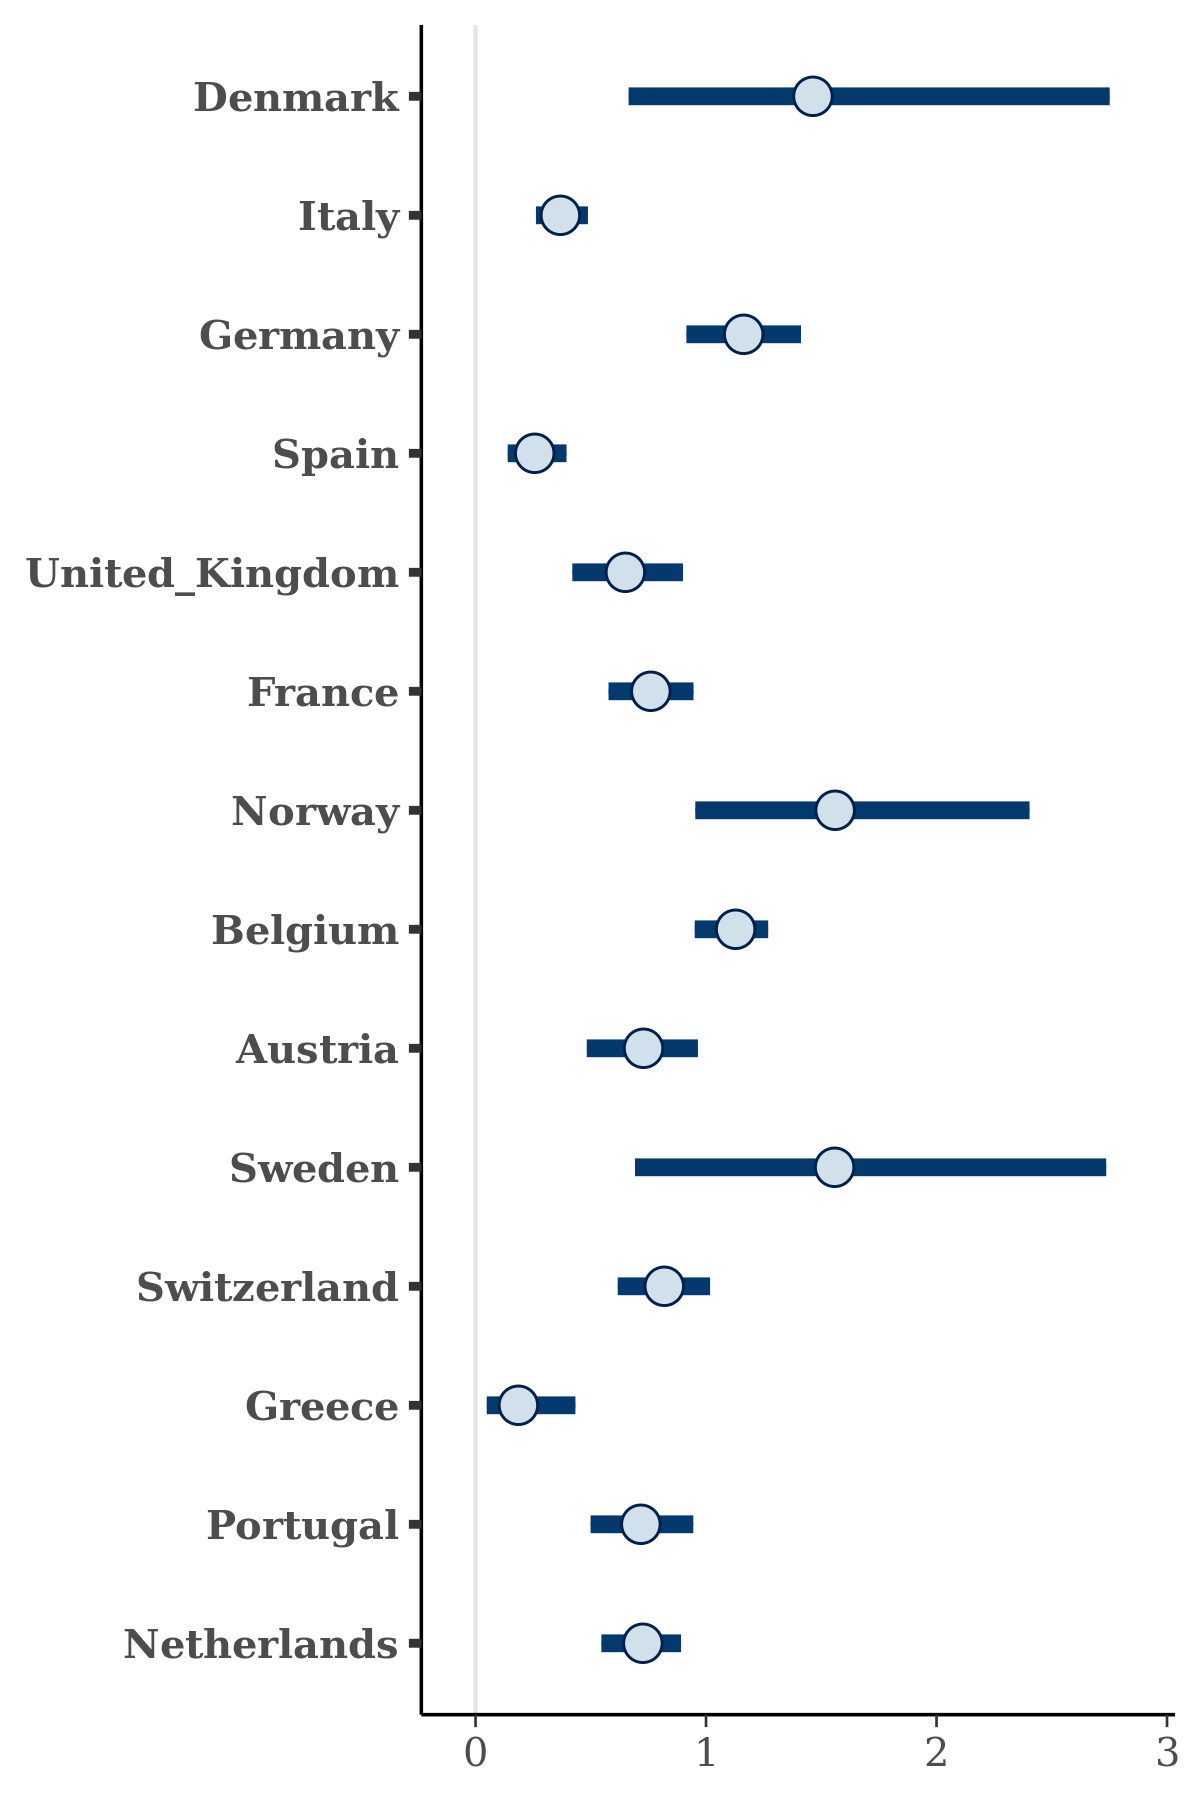 Denmark
Italy
Germany
Spain
United_Kingdom
France
Norway
Belgium
Austria
Sweden
Switzerland
Greece
Portugal
Netherlands
0 1 2 3